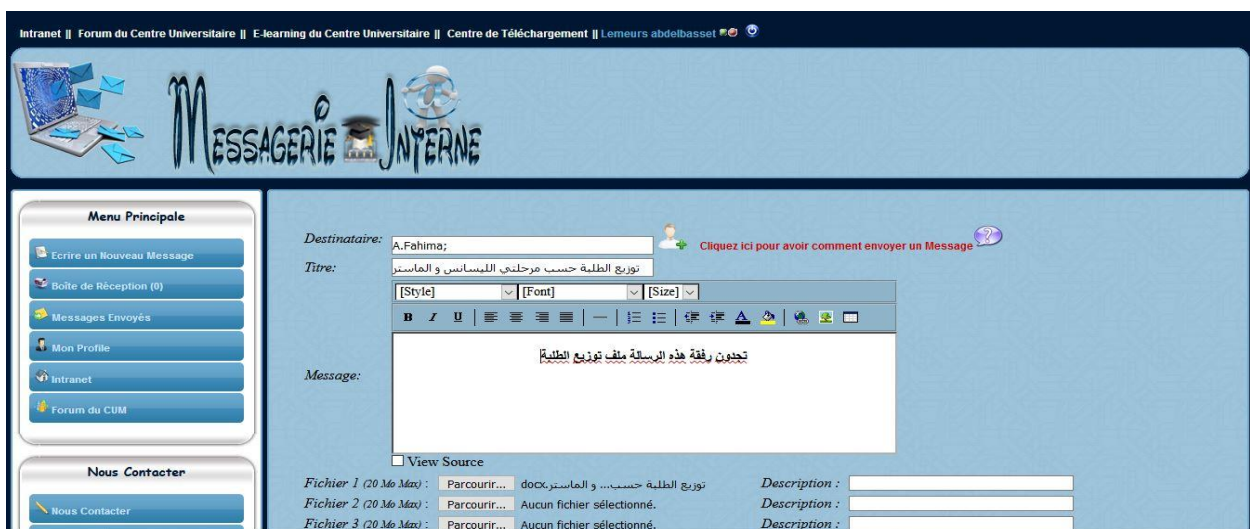 Intranet || Forum du Centre Universitaire || E-learning du Centre Universitaire || Centre de Téléchargement || Lemeurs abdelbasset
MESSAGERIE INTERNE
Menu Principale
Ecrire un Nouveau Message
Boîte de Réception (0)
Messages Envoyés
Mon Profile
Intranet
Forum du CUM
Nous Contacter
Nous Contacter
Destinataire: A.Fahima; Cliquez ici pour avoir comment envoyer un Message
Titre: توزيع الطلبة حسب مرحلتي الليسانس و الماستر
[Style] [Font] [Size]
B I U A
Message:
تجدون رفقة هذه الرسالة ملف توزيع الطلبة
View Source
Fichier 1 (20 Mo Max) : Parcourir... توزيع الطلبة حسب... و الماستر.docx Description :
Fichier 2 (20 Mo Max) : Parcourir... Aucun fichier sélectionné. Description :
Fichier 3 (20 Mo Max) : Parcourir... Aucun fichier sélectionné. Description :